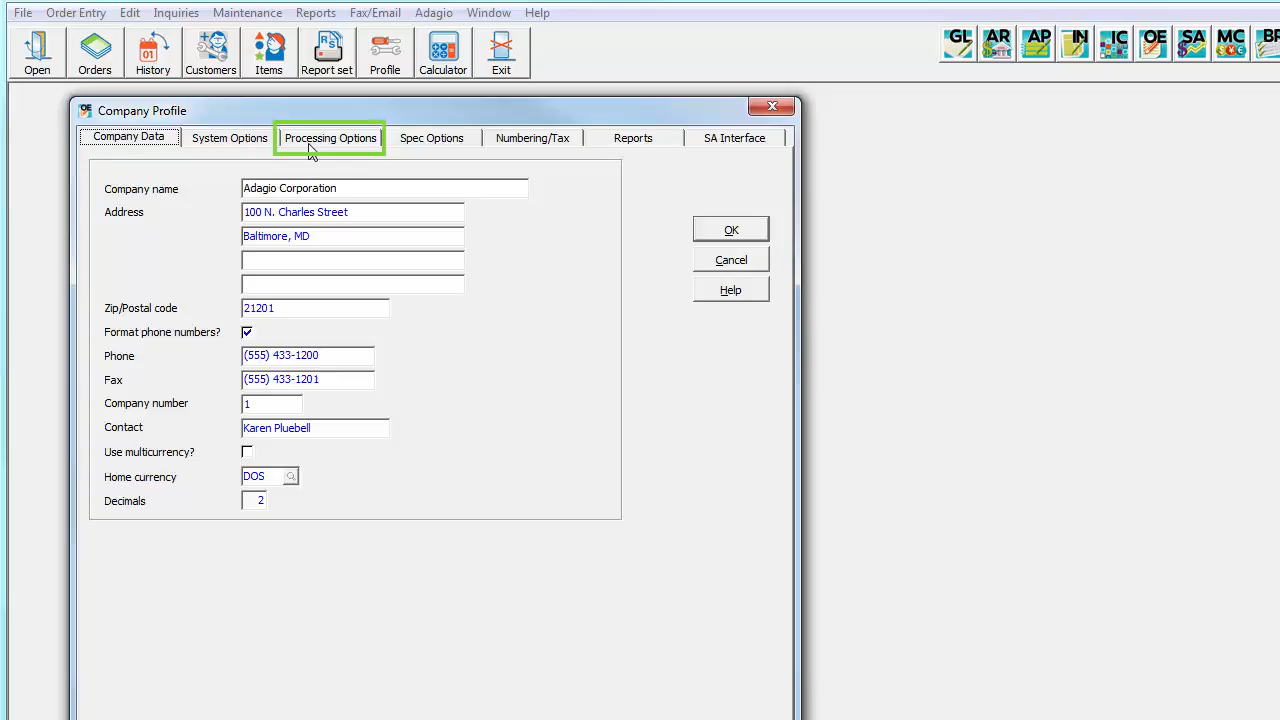 File Order Entry Edit Inquiries Maintenance Reports Fax/Email Adagio Window Help
Open Orders History Customers Items Report set Profile Calculator Exit
GL AR AP IN IC OE SA MC BR
OE Company Profile
Company Data System Options Processing Options Spec Options Numbering/Tax Reports SA Interface
Company name Adagio Corporation
Address 100 N. Charles Street
Baltimore, MD
Zip/Postal code 21201
Format phone numbers?
Phone (555) 433-1200
Fax (555) 433-1201
Company number 1
Contact Karen Pluebell
Use multicurrency?
Home currency DOS
Decimals 2
OK
Cancel
Help